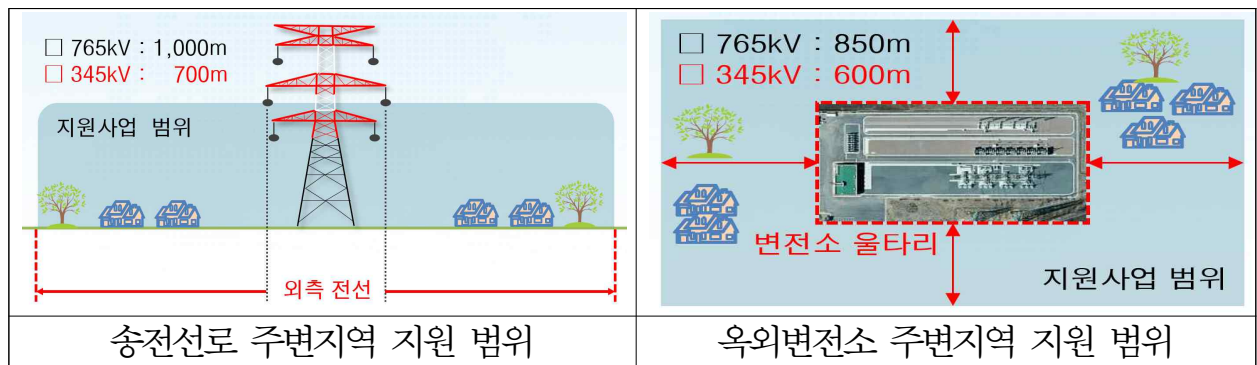 □ 765kV : 1,000m
□ 345kV : 700m
지원사업 범위
외측 전선
송전선로 주변지역 지원 범위
□ 765kV : 850m
□ 345kV : 600m
변전소 울타리
지원사업 범위
옥외변전소 주변지역 지원 범위